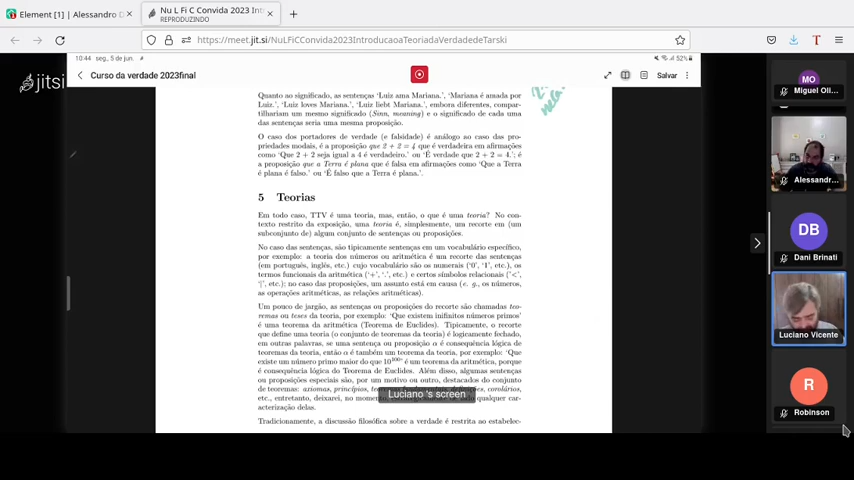 Element [1] | Alessandro D
Nu L Fi C Convida 2023 Intr
REPRODUZINDO
https://meet.jit.si/NuLFiCConvida2023IntroducaoaTeoriadaVerdadedeTarski
10:44 seg., 5 de jun.
52%
jitsi
Curso da verdade 2023final
Salvar
Quanto ao significado, as sentenças 'Luiz ama Mariana.', 'Mariana é amada por
Luiz.', 'Luiz loves Mariana.', 'Luiz liebt Mariana.', embora diferentes, compar-
tilhariam um mesmo significado (Sinn, meaning) e o significado de cada uma
das sentenças seria uma mesma proposição.
O caso dos portadores de verdade (e falsidade) é análogo ao caso das pro-
priedades modais, é a proposição que 2 + 2 = 4 que é verdadeira em afirmações
como 'Que 2 + 2 seja igual a 4 é verdadeiro.' ou 'É verdade que 2 + 2 = 4.'; é
a proposição que a Terra é plana que é falsa em afirmações como 'Que a Terra
é plana é falso.' ou 'É falso que a Terra é plana.'.
5 Teorias
Em todo caso, TTV é uma teoria, mas, então, o que é uma teoria? No con-
texto restrito da exposição, uma teoria é, simplesmente, um recorte em (um
subconjunto de) algum conjunto de sentenças ou proposições.
No caso das sentenças, são tipicamente sentenças em um vocabulário específico,
por exemplo: a teoria dos números ou aritmética é um recorte das sentenças
(em português, inglês, etc.) cujo vocabulário são os numerais ('0', '1', etc.), os
termos funcionais da aritmética ('+', '.', etc.) e certos símbolos relacionais ('<',
'|', etc.); no caso das proposições, um assunto está em causa (e. g., os números,
as operações aritméticas, as relações aritméticas).
Um pouco de jargão, as sentenças ou proposições do recorte são chamadas teo-
remas ou teses da teoria, por exemplo: 'Que existem inifinitos números primos'
é um teorema da aritmética (Teorema de Euclides). Tipicamente, o recorte
que define uma teoria (o conjunto de teoremas da teoria) é logicamente fechado,
em outras palavras, se uma sentença ou proposição α é consequência lógica de
teoremas da teoria, então α é também um teorema da teoria, por exemplo: 'Que
existe um número primo maior do que 10 é um teorema da aritmética, porque
é consequência lógica do Teorema de Euclides. Além disso, algumas sentenças
ou proposições especiais são, por um motivo ou outro, destacados do conjunto
de teoremas: axiomas, princípios, definições, corolários,
etc., entretanto, deixarei, no momento, qualquer car-
acterização delas.
Luciano 's screen
Tradicionalmente, a discussão filosófica sobre a verdade é restrita ao estabelec-
MO
Miguel Oli...
Alessandr...
DB
Dani Brinati
Luciano Vicente
R
Robinson